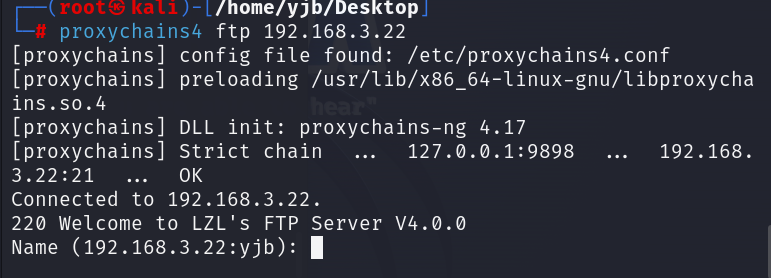 ┌──(root㉿kali)-[/home/yjb/Desktop]
└─# proxychains4 ftp 192.168.3.22
[proxychains] config file found: /etc/proxychains4.conf
[proxychains] preloading /usr/lib/x86_64-linux-gnu/libproxycha
ins.so.4
[proxychains] DLL init: proxychains-ng 4.17
[proxychains] Strict chain  ...  127.0.0.1:9898  ...  192.168.
3.22:21  ...  OK
Connected to 192.168.3.22.
220 Welcome to LZL's FTP Server V4.0.0
Name (192.168.3.22:yjb):